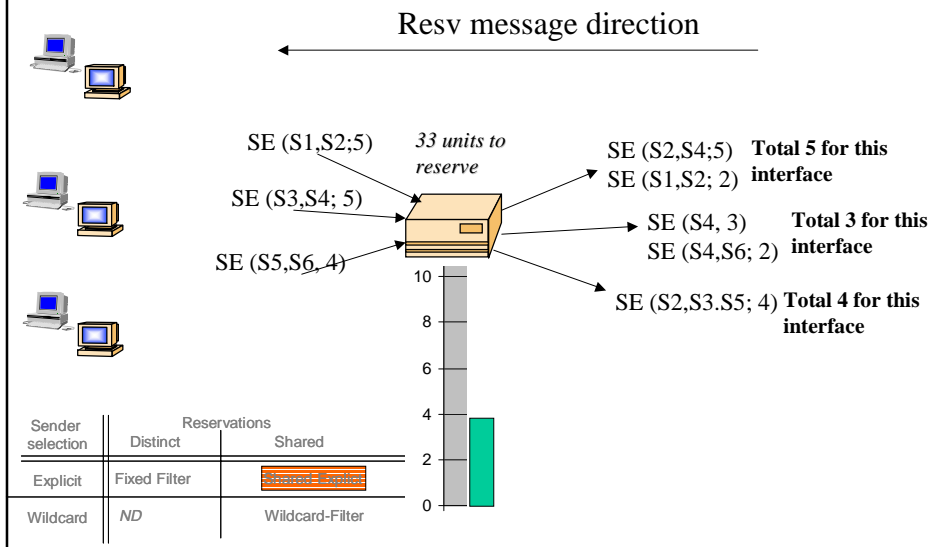 Resv message direction
SE (S1,S2;5)
33 units to
reserve
SE (S2,S4;5)
SE (S1,S2; 2)
Total 5 for this
interface
SE (S3,S4; 5)
SE (S4, 3)
SE (S4,S6; 2)
Total 3 for this
interface
SE (S5,S6, 4)
SE (S2,S3.S5; 4)
Total 4 for this
interface
10
8
6
4
2
0
Sender
selection
Reservations
Distinct
Shared
Explicit
Fixed Filter
Shared Explicit
Wildcard
ND
Wildcard-Filter